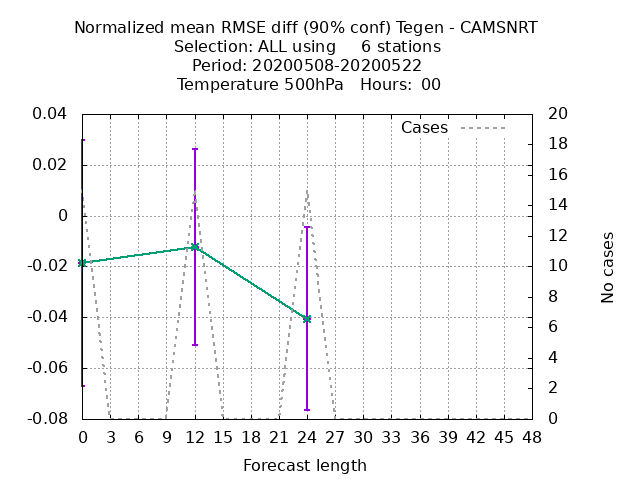 Normalized mean RMSE diff (90% conf) Tegen - CAMSNRT
Selection: ALL using     6 stations
Period: 20200508-20200522
Temperature 500hPa   Hours:  00
0.04
0.02
0
-0.02
-0.04
-0.06
-0.08
Cases
20
18
16
14
12
10
8
6
4
2
0
No cases
0 3 6 9 12 15 18 21 24 27 30 33 36 39 42 45 48
Forecast length